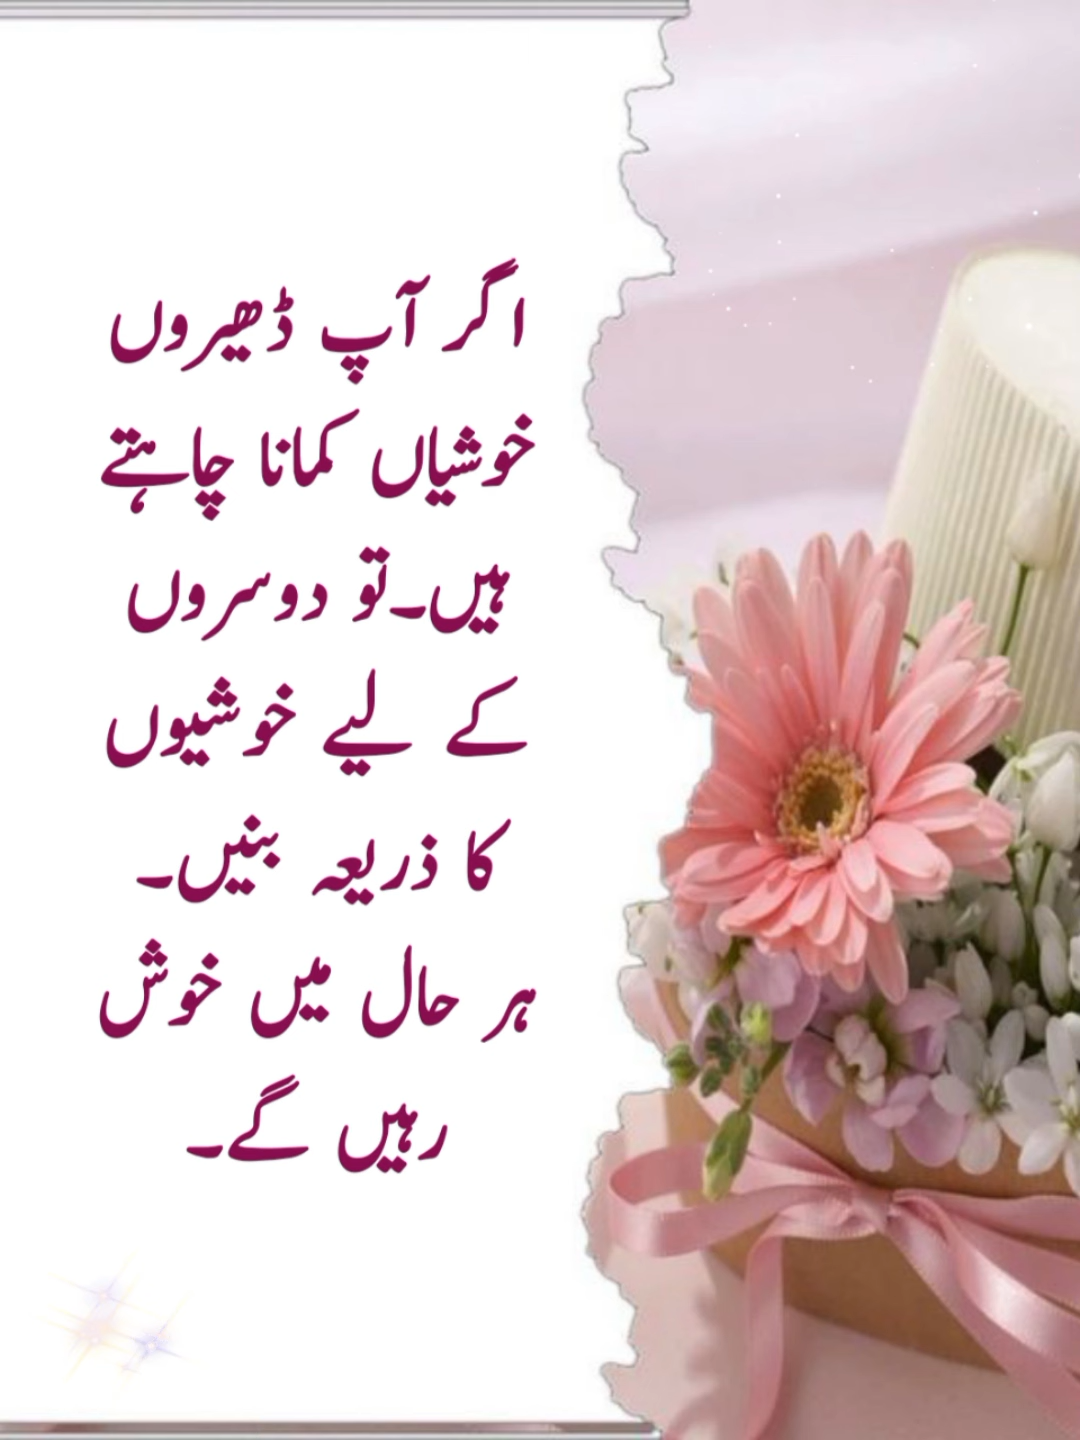 اگر آپ ڈھیروں
خوشیاں کمانا چاہتے
ہیں۔تو دوسروں
کے لیے خوشیوں
کا ذریعہ بنیں۔
ہر حال میں خوش
رہیں گے۔